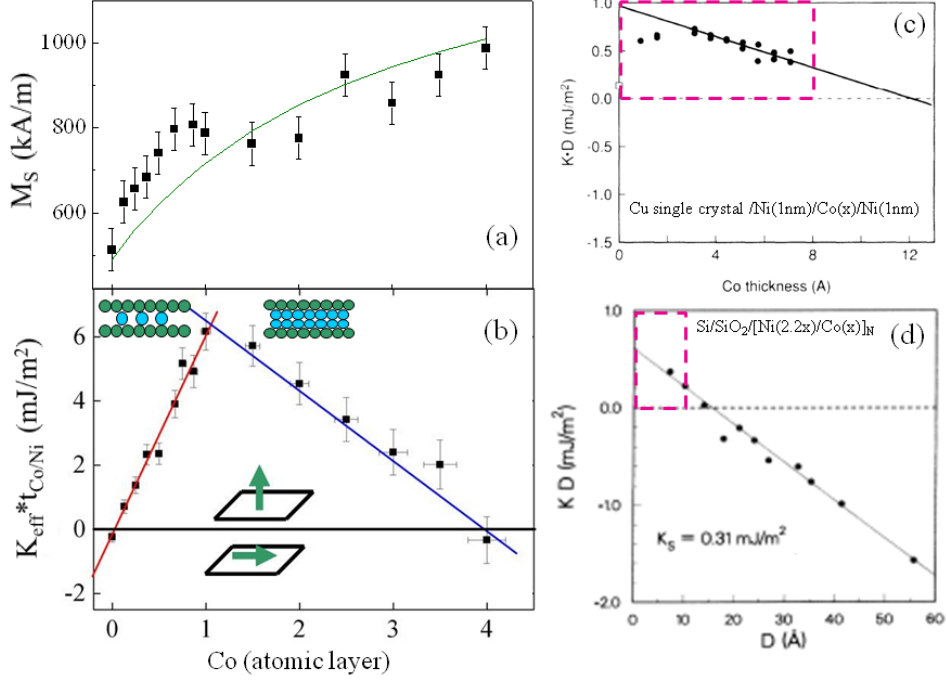 1000
800
600
M_S (kA/m)
(a)
(b)
6
4
2
0
-2
K_eff*t_Co/Ni (mJ/m²)
0
1
2
3
4
Co (atomic layer)
(c)
1.0
0.5
0.0
0.5
1.0
-1.5
K·D (mJ/m²)
Cu single crystal /Ni(1nm)/Co(x)/Ni(1nm)
0
4
8
12
Co thickness (A)
(d)
Si/SiO₂/[Ni(2.2x)/Co(x)]_N
1.0
0.0
-1.0
-2.0
K D (mJ/m²)
K_S = 0.31 mJ/m²
0
10
20
30
40
50
60
D (Å)